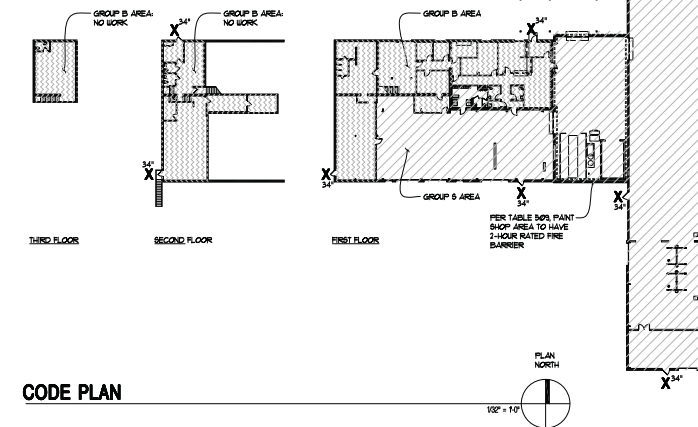 GROUP B AREA:
NO WORK
GROUP B AREA:
NO WORK
GROUP B AREA
34"
X
34"
X
34"
X
34"
X
34"
X
34"
X
34"
X
GROUP S AREA
PER TABLE 509, PAINT
SHOP AREA TO HAVE
2-HOUR RATED FIRE
BARRIER
THIRD FLOOR
SECOND FLOOR
FIRST FLOOR
PLAN
NORTH
CODE PLAN
1/32" = 1'-0"